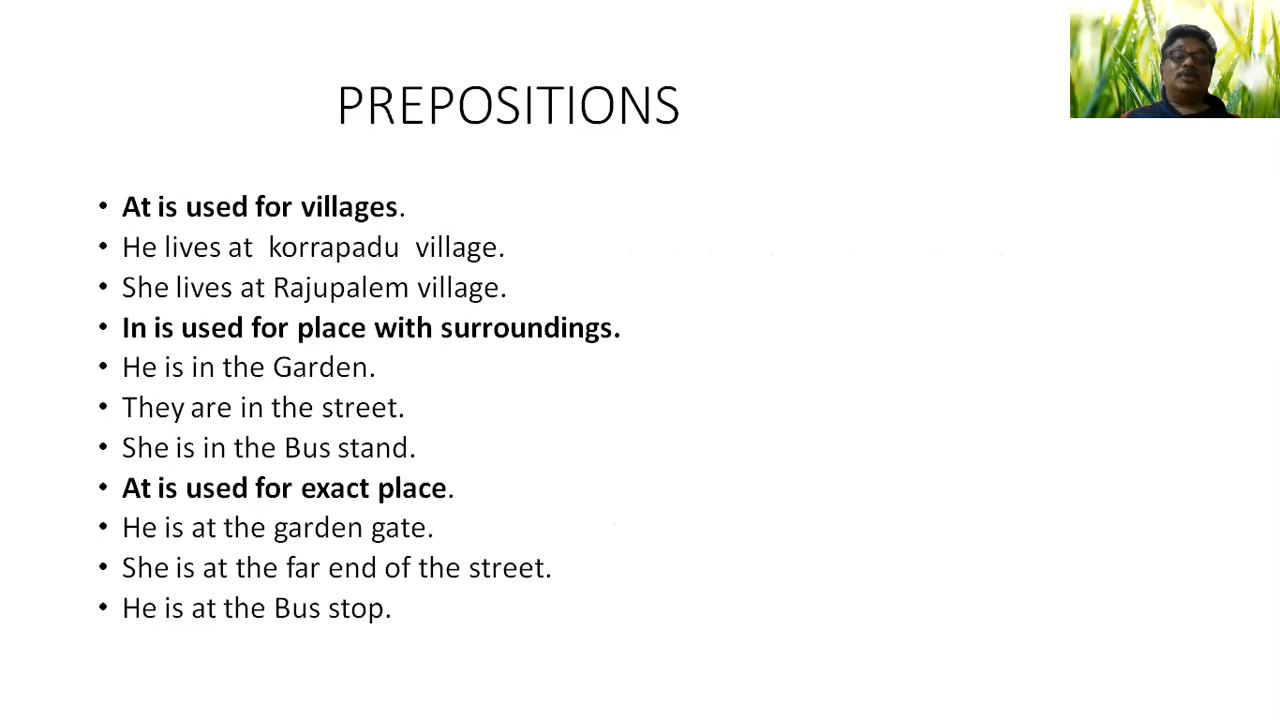 PREPOSITIONS
• At is used for villages.
• He lives at korrapadu village.
• She lives at Rajupalem village.
• In is used for place with surroundings.
• He is in the Garden.
• They are in the street.
• She is in the Bus stand.
• At is used for exact place.
• He is at the garden gate.
• She is at the far end of the street.
• He is at the Bus stop.